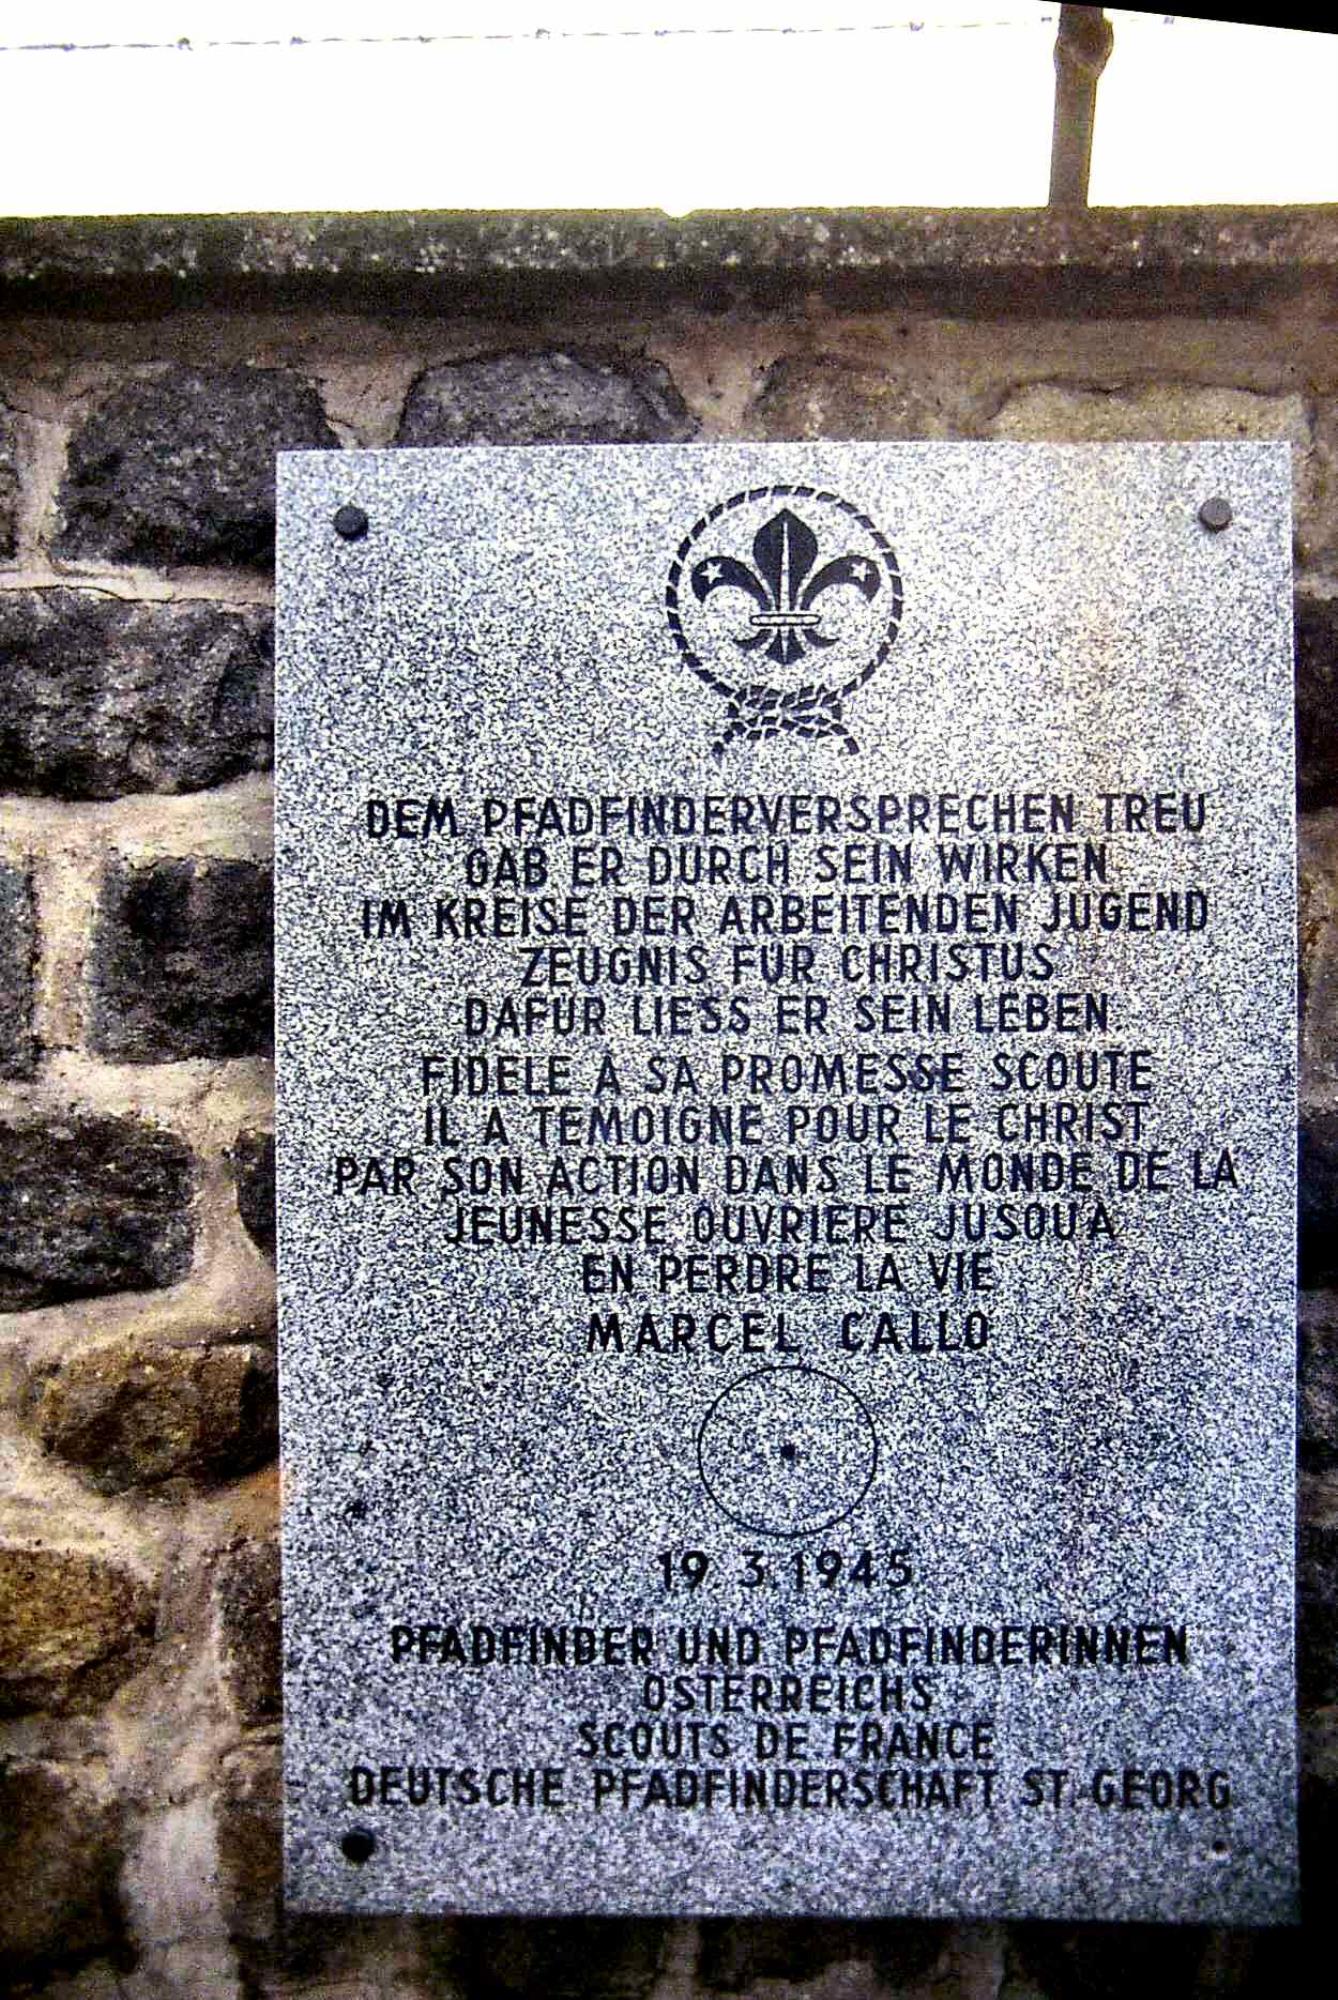 DEM PFADFINDERVERSPRECHEN TREU
GAB ER DURCH SEIN WIRKEN
IM KREISE DER ARBEITENDEN JUGEND
ZEUGNIS FÜR CHRISTUS
DAFÜR LIESS ER SEIN LEBEN
FIDELE A SA PROMESSE SCOUTE
IL A TEMOIGNE POUR LE CHRIST
PAR SON ACTION DANS LE MONDE DE LA
JEUNESSE OUVRIERE JUSQU'A
EN PERDRE LA VIE
MARCEL CALLO
19.3.1945
PFADFINDER UND PFADFINDERINNEN
ÖSTERREICHS
SCOUTS DE FRANCE
DEUTSCHE PFADFINDERSCHAFT ST. GEORG